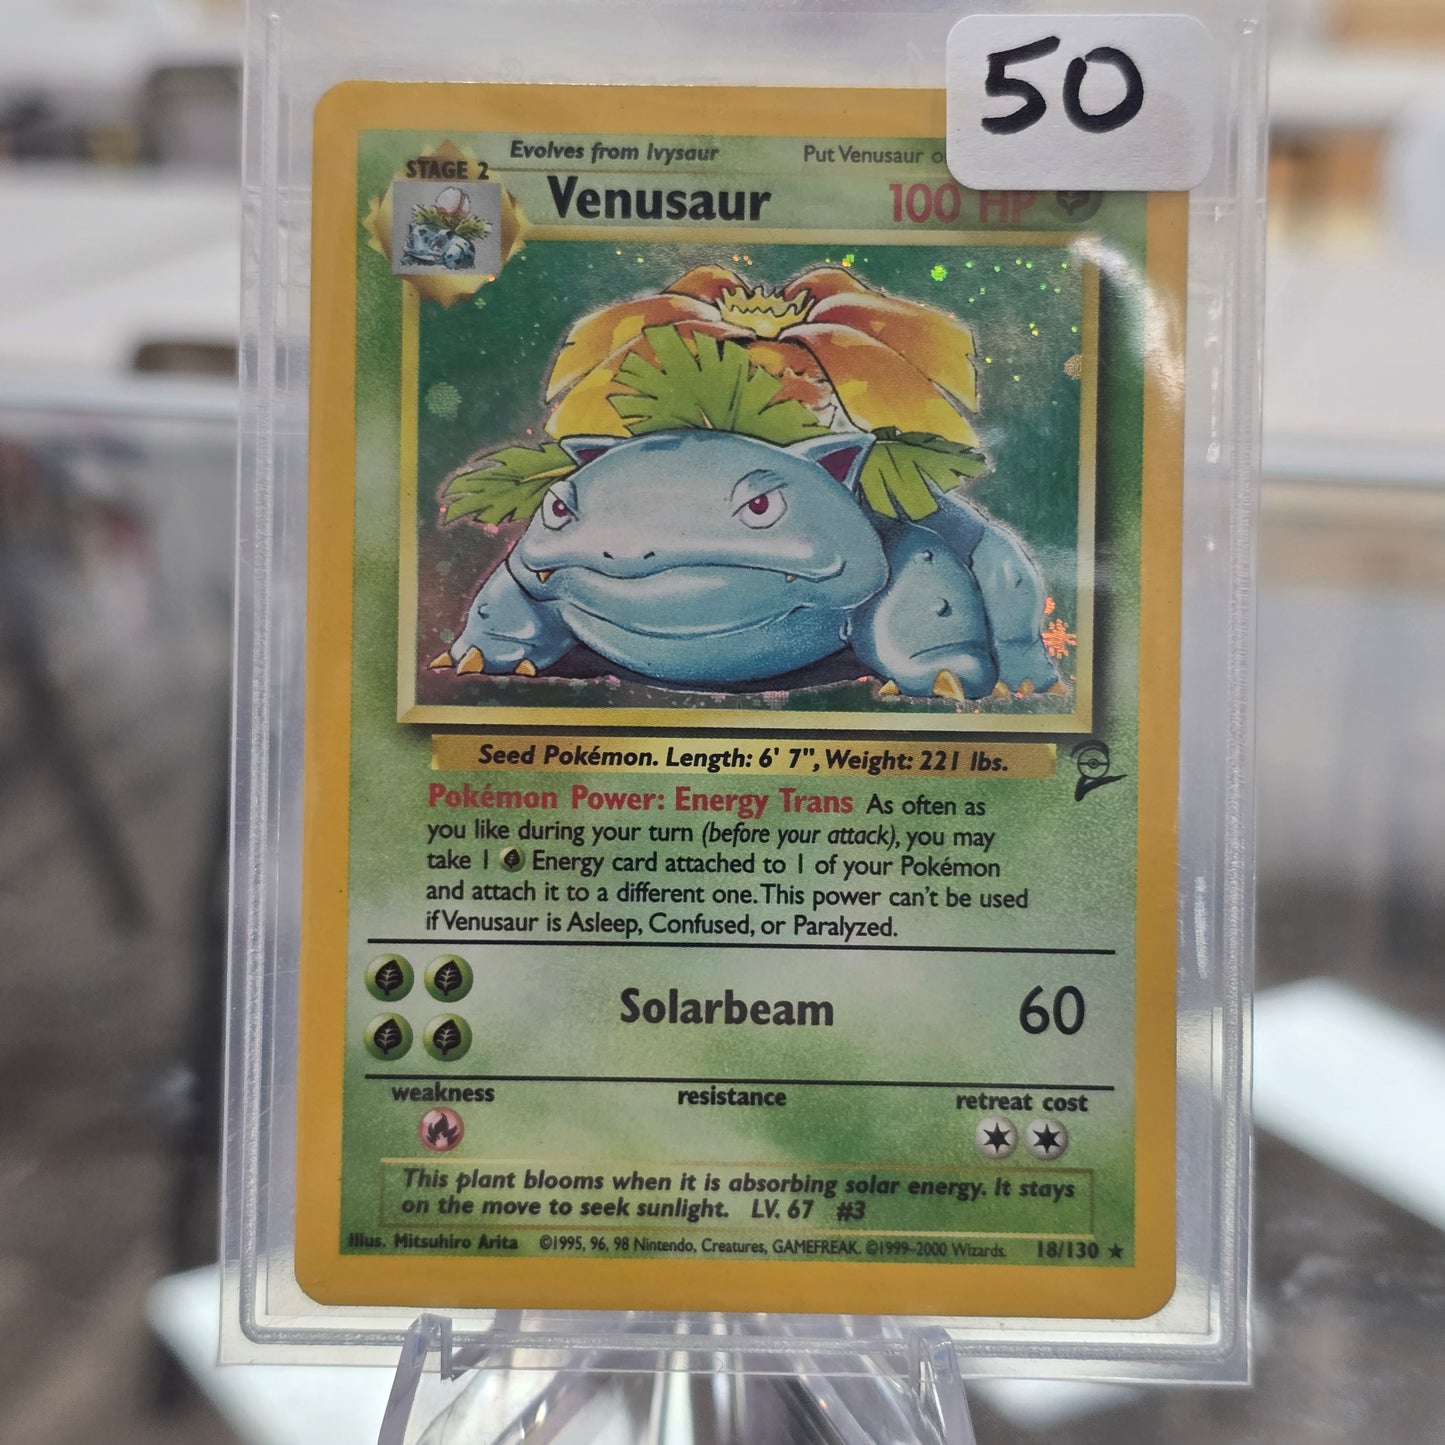 50
Evolves from Ivysaur Put Venusaur
STAGE 2
Venusaur 100 HP
Seed Pokémon. Length: 6' 7", Weight: 221 lbs.
Pokémon Power: Energy Trans As often as
you like during your turn (before your attack), you may
take 1 Energy card attached to 1 of your Pokémon
and attach it to a different one. This power can't be used
if Venusaur is Asleep, Confused, or Paralyzed.
Solarbeam 60
weakness resistance retreat cost
This plant blooms when it is absorbing solar energy. It stays
on the move to seek sunlight. LV. 67 #3
Illus. Mitsuhiro Arita ©1995, 96, 98 Nintendo, Creatures, GAMEFREAK. ©1999-2000 Wizards. 18/130 ★